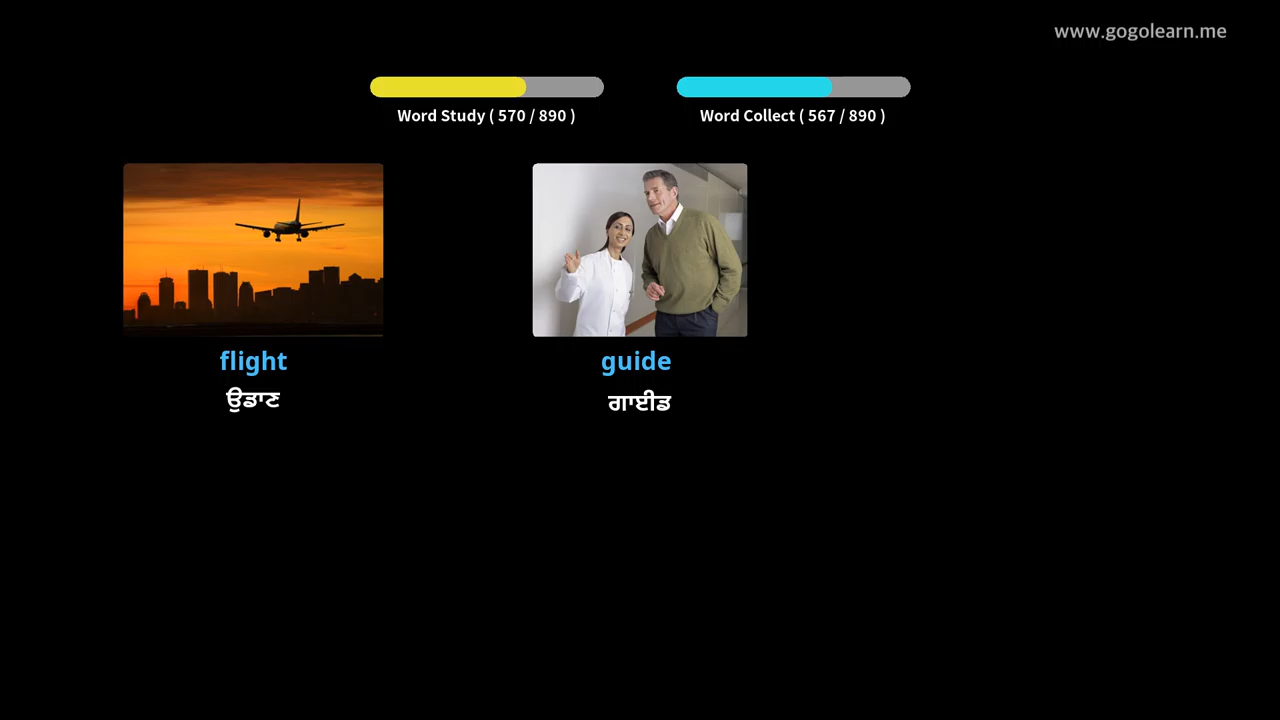 www.gogolearn.me
Word Study ( 570 / 890 )
Word Collect ( 567 / 890 )
flight
ਉਡਾਣ
guide
ਗਾਈਡ